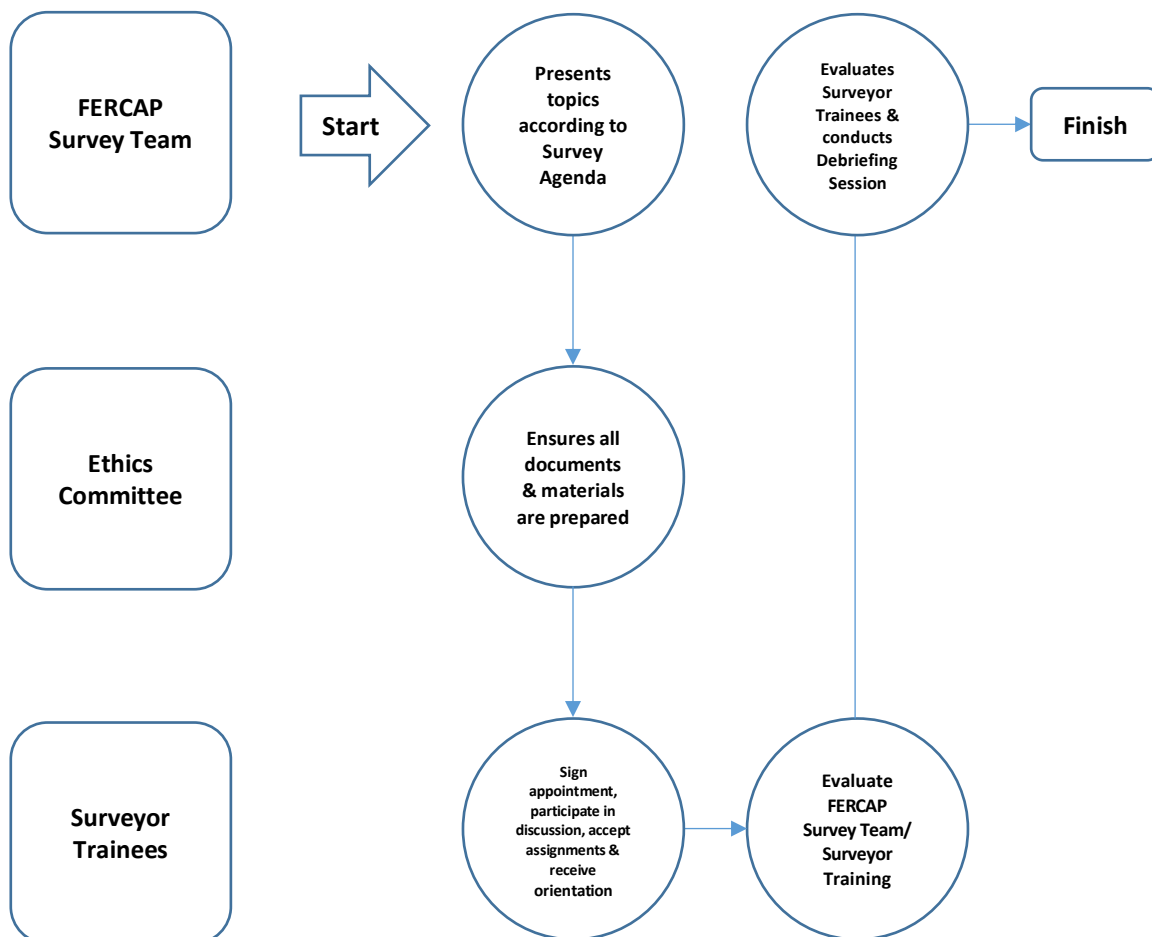 FERCAP
Survey Team
Start
Presents
topics
according to
Survey
Agenda
Evaluates
Surveyor
Trainees &
conducts
Debriefing
Session
Finish
Ethics
Committee
Ensures all
documents
& materials
are prepared
Surveyor
Trainees
Sign
appointment,
participate in
discussion, accept
assignments &
receive
orientation
Evaluate
FERCAP
Survey Team/
Surveyor
Training